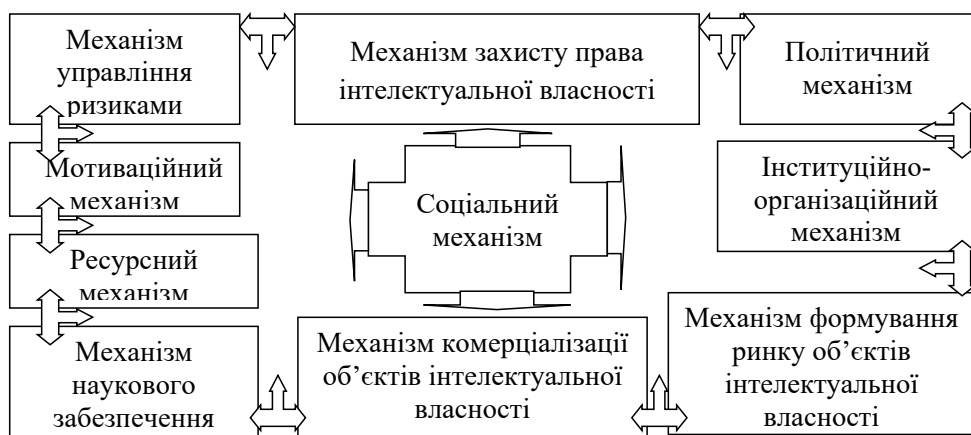 Механізм
управління
ризиками
Механізм захисту права
інтелектуальної власності
Політичний
механізм
Мотиваційний
механізм
Соціальний
механізм
Інституційно-
організаційний
механізм
Ресурсний
механізм
Механізм
наукового
забезпечення
Механізм комерціалізації
об’єктів інтелектуальної
власності
Механізм формування
ринку об’єктів
інтелектуальної
власності